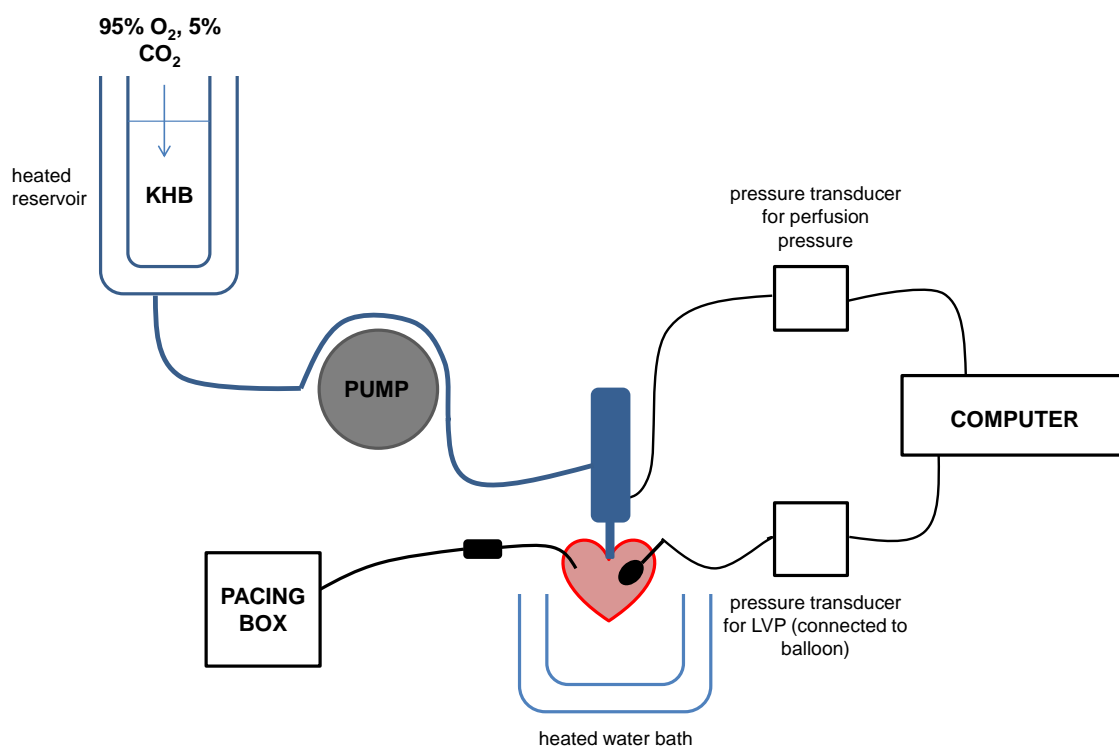 95% O₂, 5%
CO₂
heated
reservoir
KHB
pressure transducer
for perfusion
pressure
PUMP
COMPUTER
PACING
BOX
pressure transducer
for LVP (connected to
balloon)
heated water bath